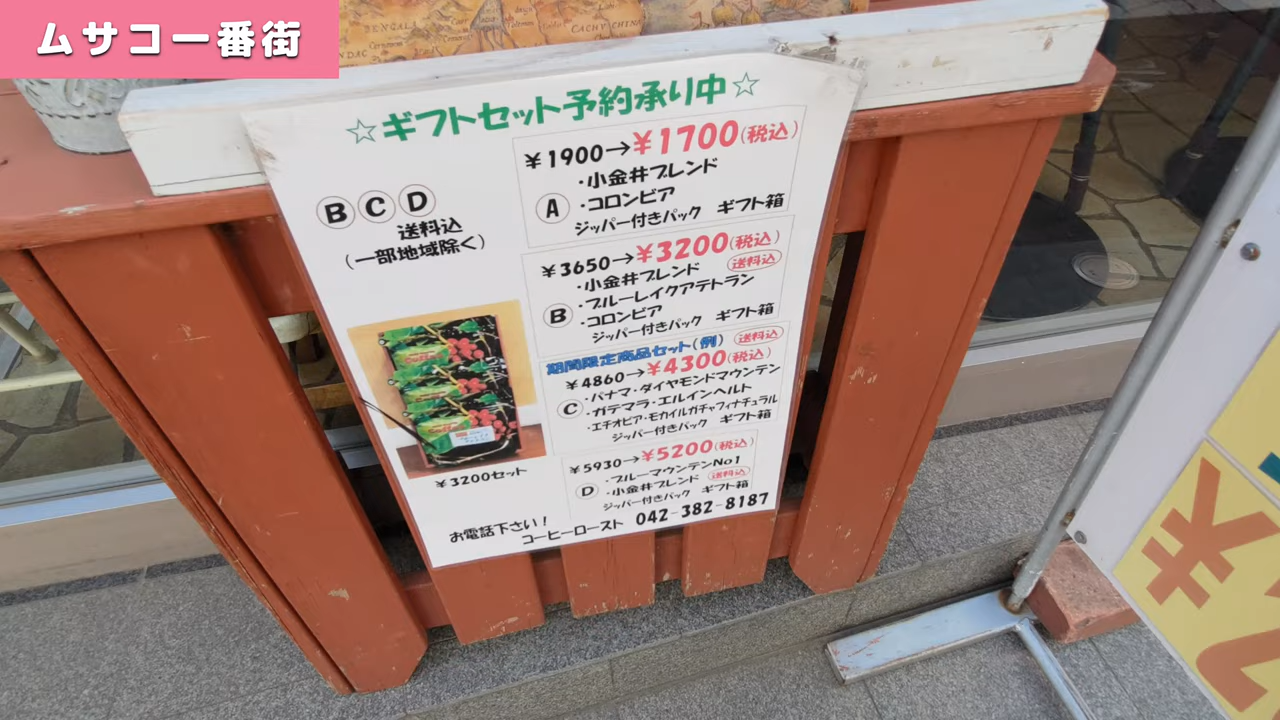 ムサコ一番街
BENGALA
CACHV CHINA
☆ギフトセット予約承り中☆
¥1900→¥1700(税込)
A
・小金井ブレンド
・コロンビア
ジッパー付きパック ギフト箱
B C D
送料込
(一部地域除く)
¥3650→¥3200(税込)
送料込
B
・小金井ブレンド
・ブルーレイクアテトラン
・コロンビア
ジッパー付きパック ギフト箱
期間限定商品セット(例) 送料込
¥4860→¥4300(税込)
C
・パナマ・ダイヤモンドマウンテン
・ガテマラ・エルインヘルト
・エチオピア・モカイルガチャフィナチュラル
ジッパー付きパック ギフト箱
¥5930→¥5200(税込)
D
・ブルーマウンテンNo1
・小金井ブレンド 送料込
ジッパー付きパック ギフト箱
¥3200セット
お電話下さい!
コーヒーロースト 042-382-8187